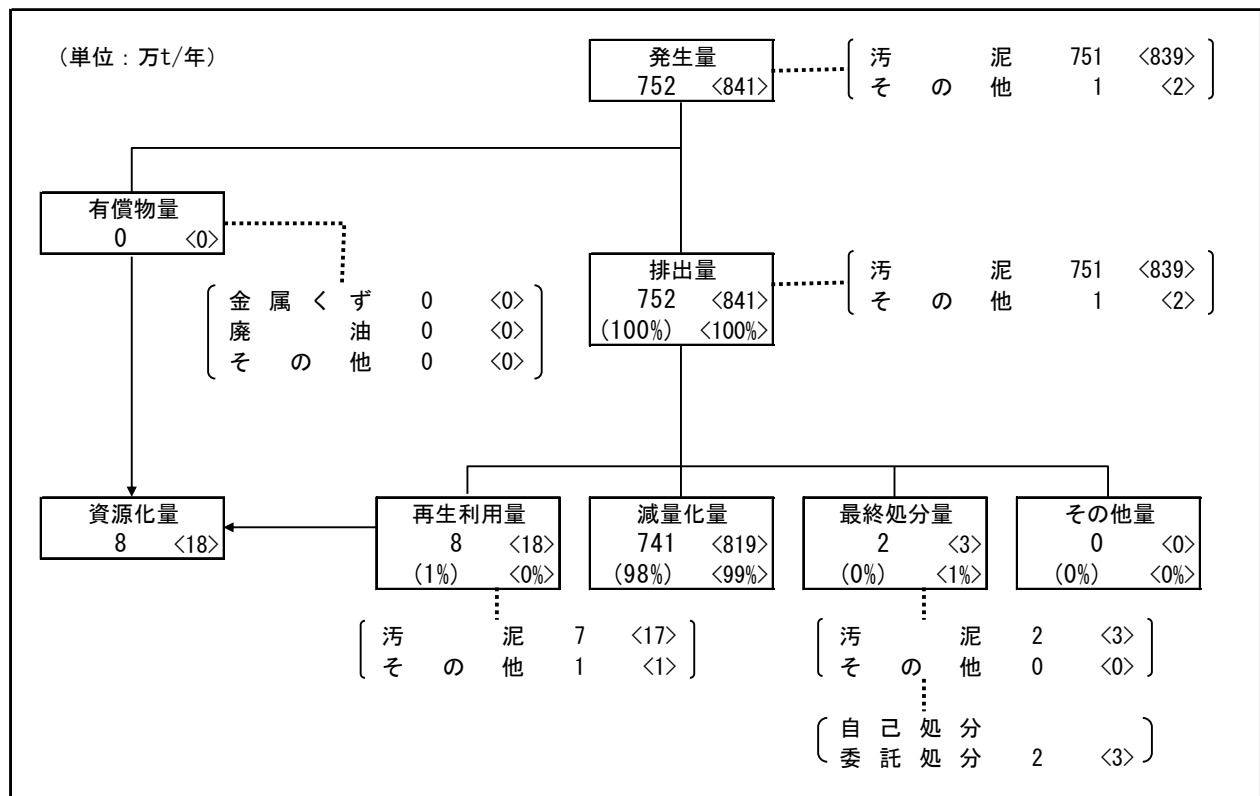 （単位：万t/年）
発生量
752 <841>
汚泥 751 <839>
その他 1 <2>
有償物量
0 <0>
金属くず 0 <0>
廃油 0 <0>
その他 0 <0>
排出量
752 <841>
(100%) <100%>
汚泥 751 <839>
その他 1 <2>
資源化量
8 <18>
再生利用量
8 <18>
(1%) <0%>
汚泥 7 <17>
その他 1 <1>
減量化量
741 <819>
(98%) <99%>
最終処分量
2 <3>
(0%) <1%>
汚泥 2 <3>
その他 0 <0>
自己処分
委託処分 2 <3>
その他量
0 <0>
(0%) <0%>